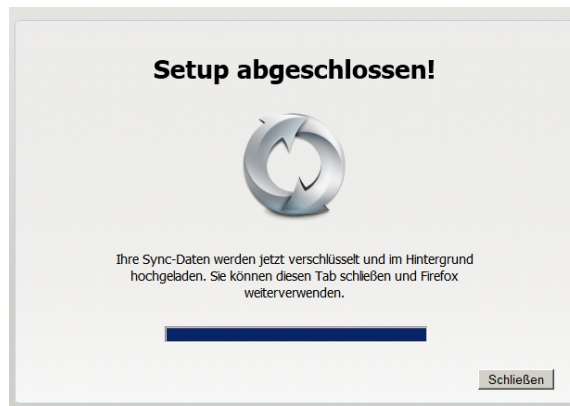 Setup abgeschlossen!
Ihre Sync-Daten werden jetzt verschlüsselt und im Hintergrund
hochgeladen. Sie können diesen Tab schließen und Firefox
weiterverwenden.
Schließen